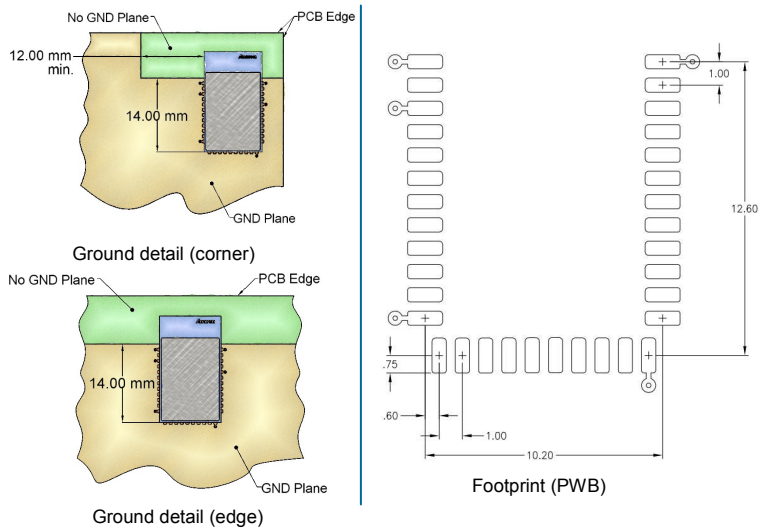 No GND Plane
PCB Edge
12.00 mm
min.
14.00 mm
GND Plane
Ground detail (corner)
No GND Plane
PCB Edge
14.00 mm
GND Plane
Ground detail (edge)
1.00
12.60
.75
.60
1.00
10.20
Footprint (PWB)